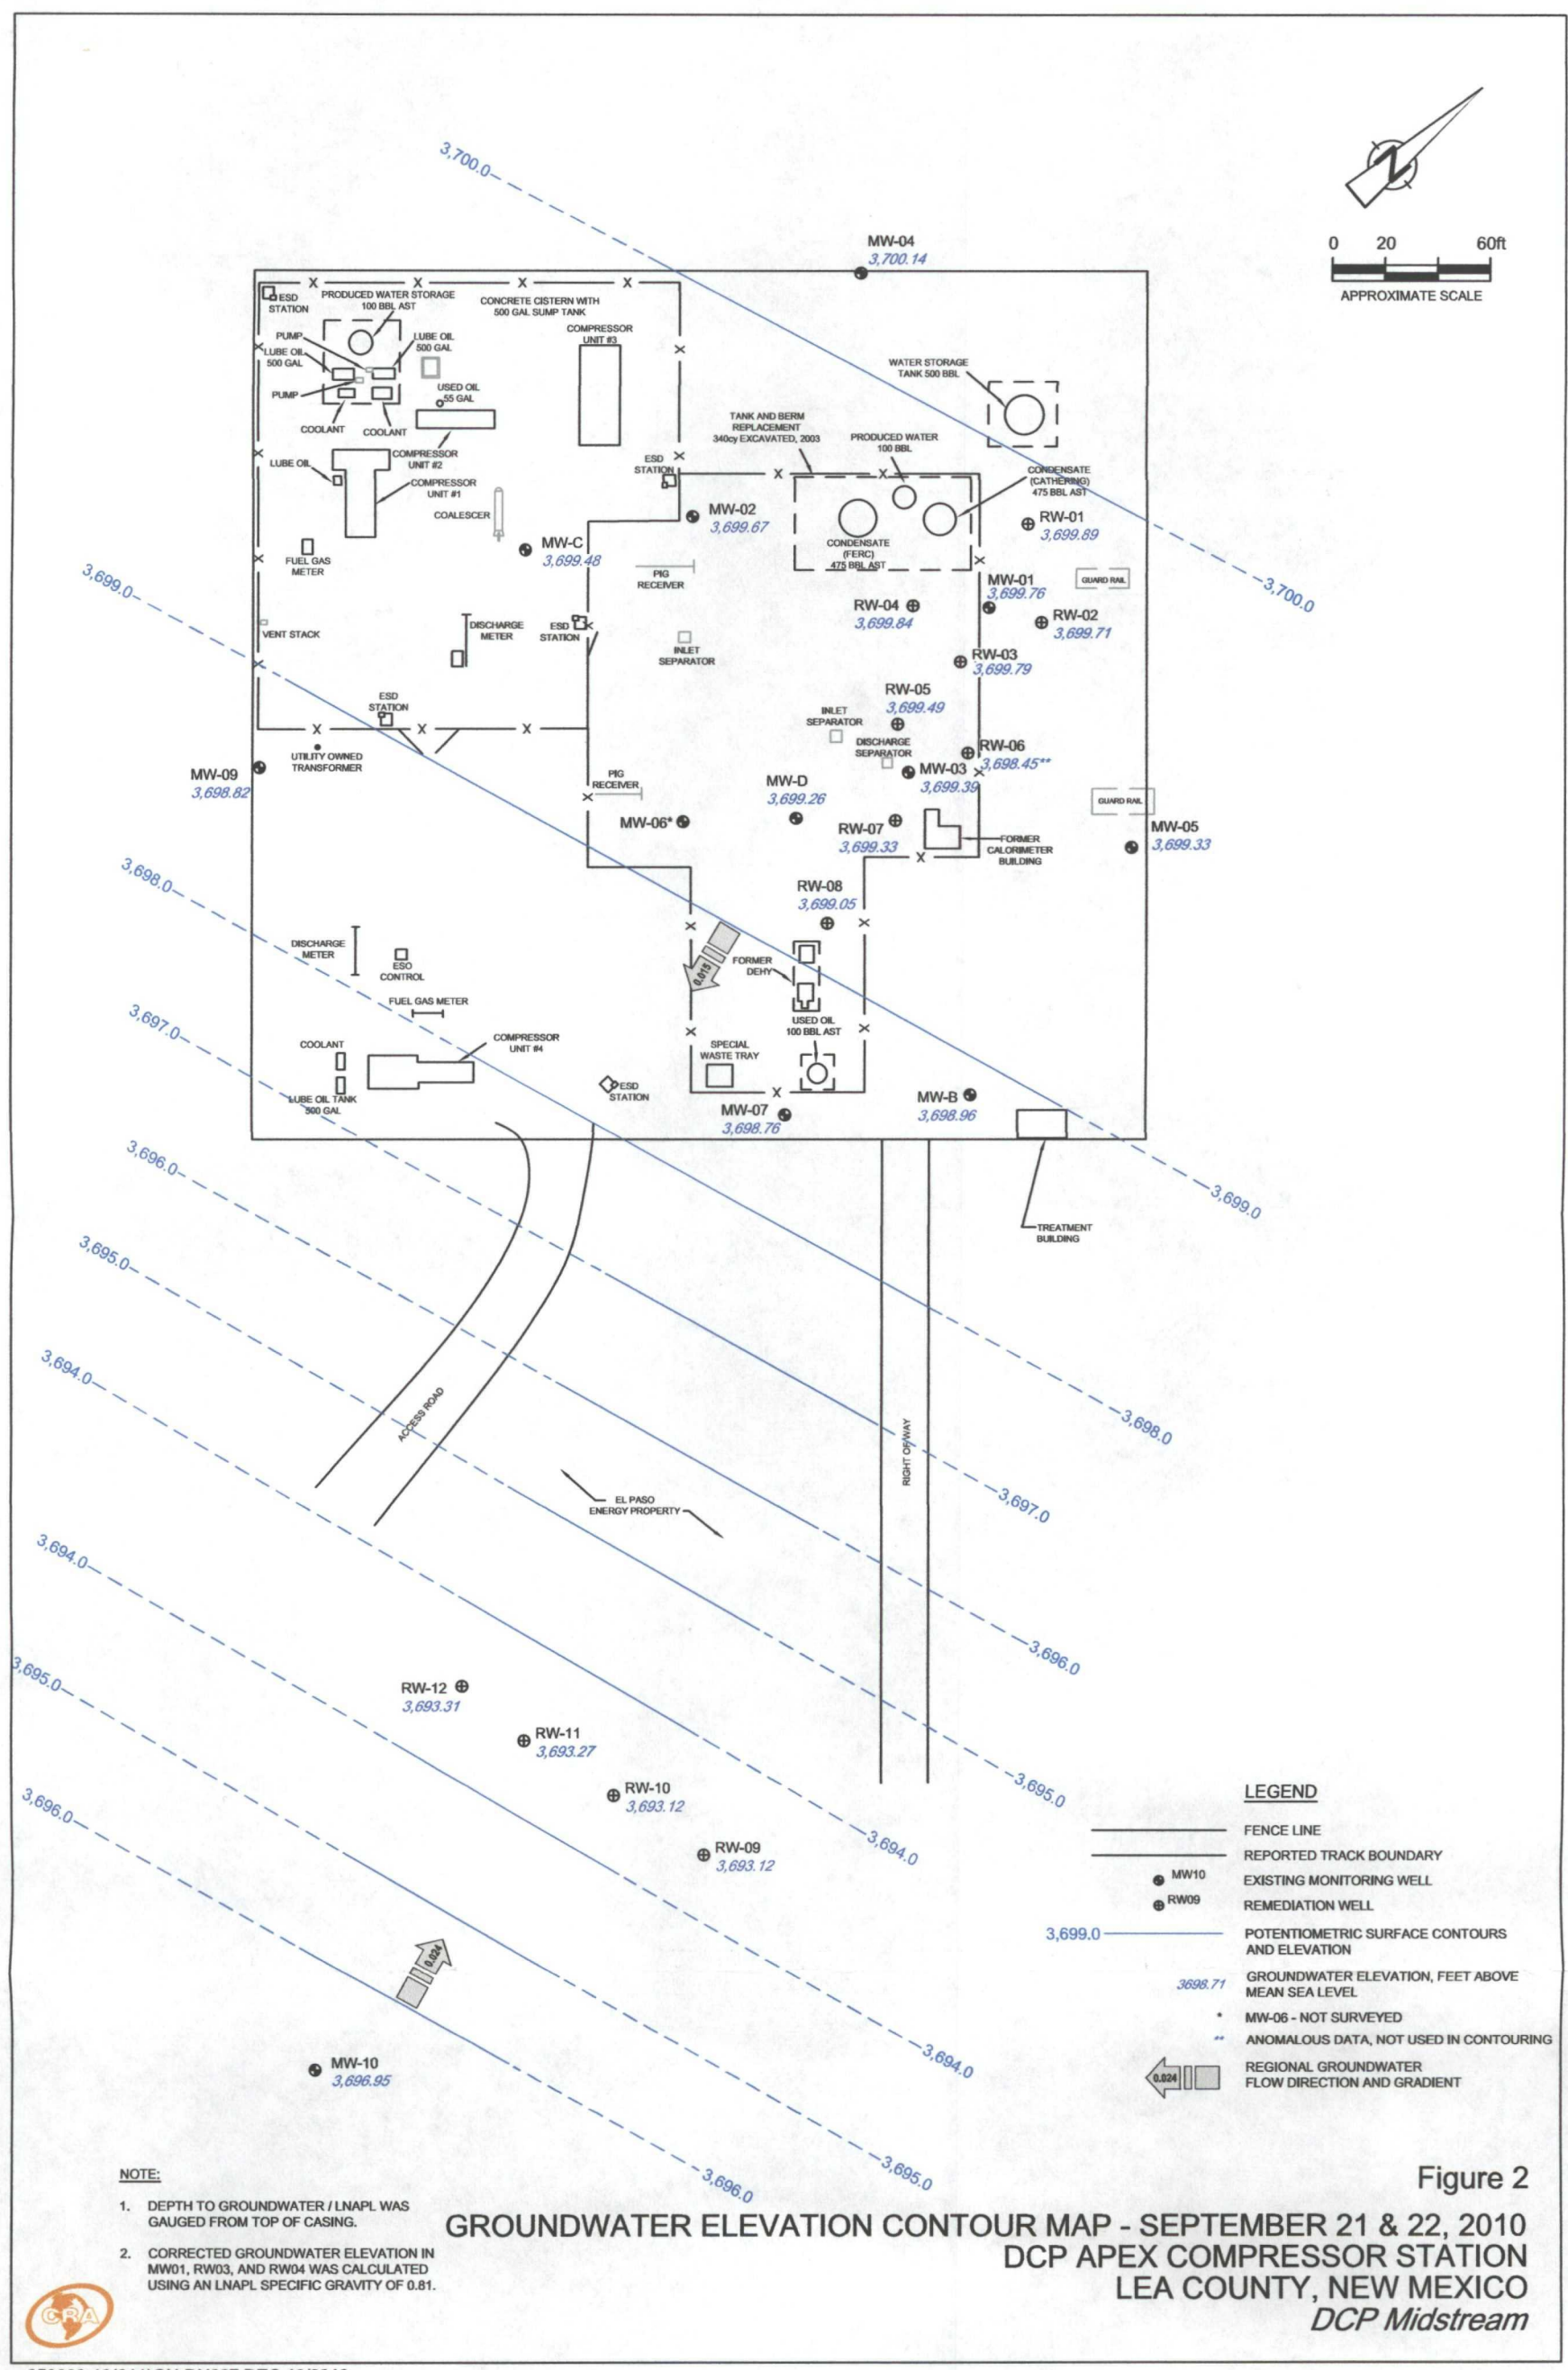 3,700.0
MW-04
3,700.14
0 20 60ft
APPROXIMATE SCALE
N
ESD
STATION
PRODUCED WATER STORAGE
100 BBL AST
CONCRETE CISTERN WITH
500 GAL SUMP TANK
COMPRESSOR
UNIT #3
PUMP
LUBE OIL
500 GAL
LUBE OIL
500 GAL
PUMP
USED OIL
55 GAL
COOLANT
COOLANT
COMPRESSOR
UNIT #2
LUBE OIL
COMPRESSOR
UNIT #1
COALESCER
FUEL GAS
METER
WATER STORAGE
TANK 500 BBL
TANK AND BERM
REPLACEMENT
340cy EXCAVATED, 2003
PRODUCED WATER
100 BBL
ESD
STATION
CONDENSATE
(CATHERING)
475 BBL AST
MW-02
3,699.67
RW-01
3,699.89
CONDENSATE
(FERC)
475 BBL AST
MW-C
3,699.48
PIG
RECEIVER
3,699.0
MW-01
3,699.76
GUARD RAIL
3,700.0
RW-04
3,699.84
RW-02
3,699.71
VENT STACK
DISCHARGE
METER
ESD
STATION
INLET
SEPARATOR
RW-03
3,699.79
RW-05
3,699.49
ESD
STATION
INLET
SEPARATOR
DISCHARGE
SEPARATOR
RW-06
3,698.45**
UTILITY OWNED
TRANSFORMER
MW-09
3,698.82
PIG
RECEIVER
MW-D
3,699.26
MW-03
3,699.39
GUARD RAIL
MW-06*
RW-07
3,699.33
FORMER
CALORIMETER
BUILDING
MW-05
3,699.33
3,698.0
RW-08
3,699.05
DISCHARGE
METER
ESO
CONTROL
0.015
FORMER
DEHY
FUEL GAS METER
3,697.0
USED OIL
100 BBL AST
COOLANT
COMPRESSOR
UNIT #4
SPECIAL
WASTE TRAY
LUBE OIL TANK
500 GAL
ESD
STATION
MW-07
3,698.76
MW-B
3,698.96
3,696.0
3,699.0
TREATMENT
BUILDING
3,695.0
3,694.0
ACCESS ROAD
RIGHT OF WAY
3,698.0
EL PASO
ENERGY PROPERTY
3,697.0
3,694.0
3,696.0
3,695.0
RW-12
3,693.31
RW-11
3,693.27
RW-10
3,693.12
3,695.0
3,696.0
RW-09
3,693.12
3,694.0
0.024
MW-10
3,696.95
3,694.0
3,695.0
3,696.0
LEGEND
FENCE LINE
REPORTED TRACK BOUNDARY
MW10 EXISTING MONITORING WELL
RW09 REMEDIATION WELL
3,699.0 POTENTIOMETRIC SURFACE CONTOURS
AND ELEVATION
3698.71 GROUNDWATER ELEVATION, FEET ABOVE
MEAN SEA LEVEL
* MW-06 - NOT SURVEYED
** ANOMALOUS DATA, NOT USED IN CONTOURING
0.024 REGIONAL GROUNDWATER
FLOW DIRECTION AND GRADIENT
NOTE:
1. DEPTH TO GROUNDWATER / LNAPL WAS
GAUGED FROM TOP OF CASING.
2. CORRECTED GROUNDWATER ELEVATION IN
MW01, RW03, AND RW04 WAS CALCULATED
USING AN LNAPL SPECIFIC GRAVITY OF 0.81.
CRA
Figure 2
GROUNDWATER ELEVATION CONTOUR MAP - SEPTEMBER 21 & 22, 2010
DCP APEX COMPRESSOR STATION
LEA COUNTY, NEW MEXICO
DCP Midstream